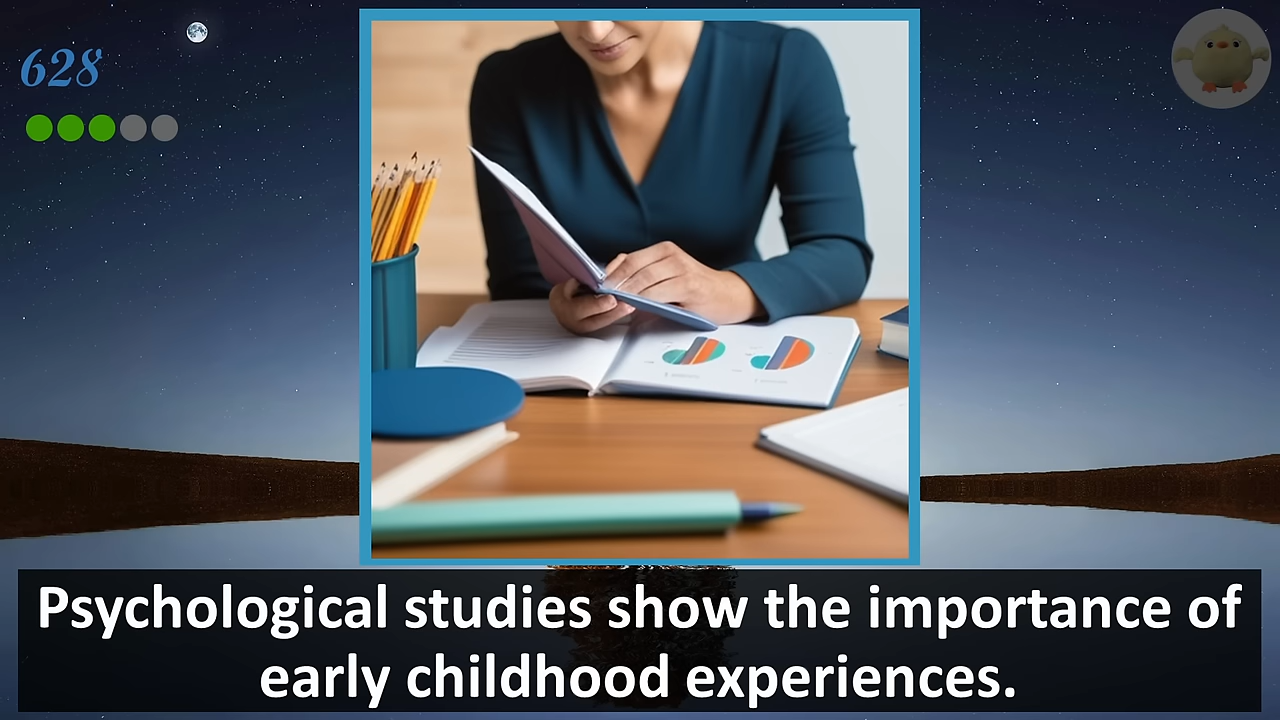 628
Psychological studies show the importance of
early childhood experiences.